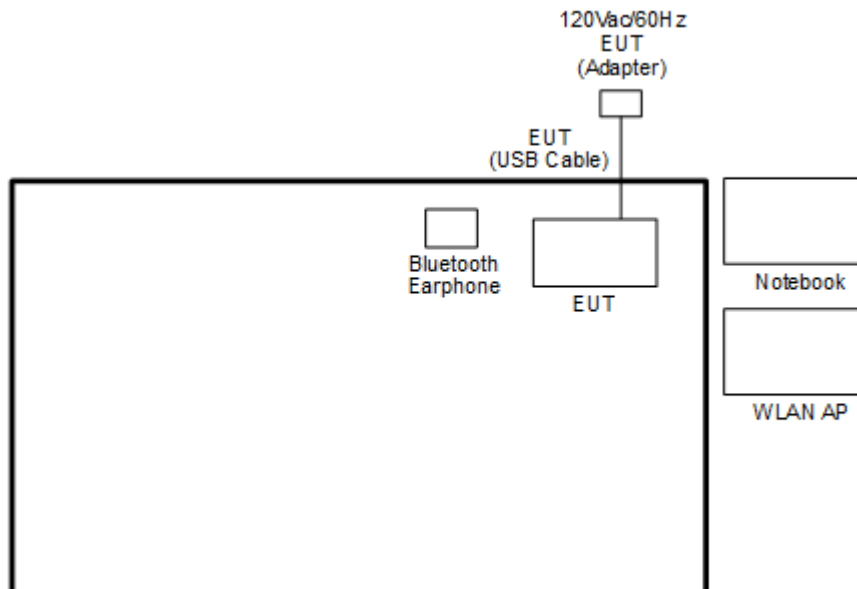 120Vac/60Hz
EUT
(Adapter)
EUT
(USB Cable)
Bluetooth
Earphone
EUT
Notebook
WLAN AP